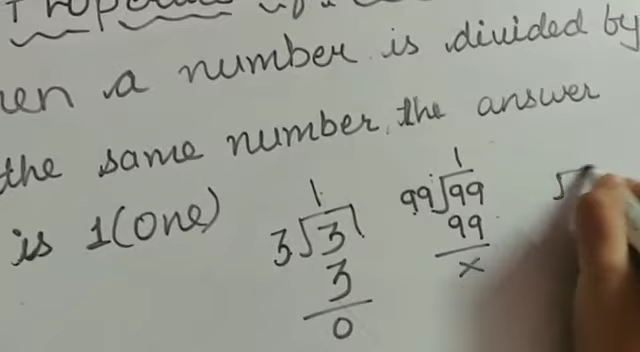 a number is divided by
the same number, the answer
is 1(One)
1
3√3
3
0
1
99√99
99
x